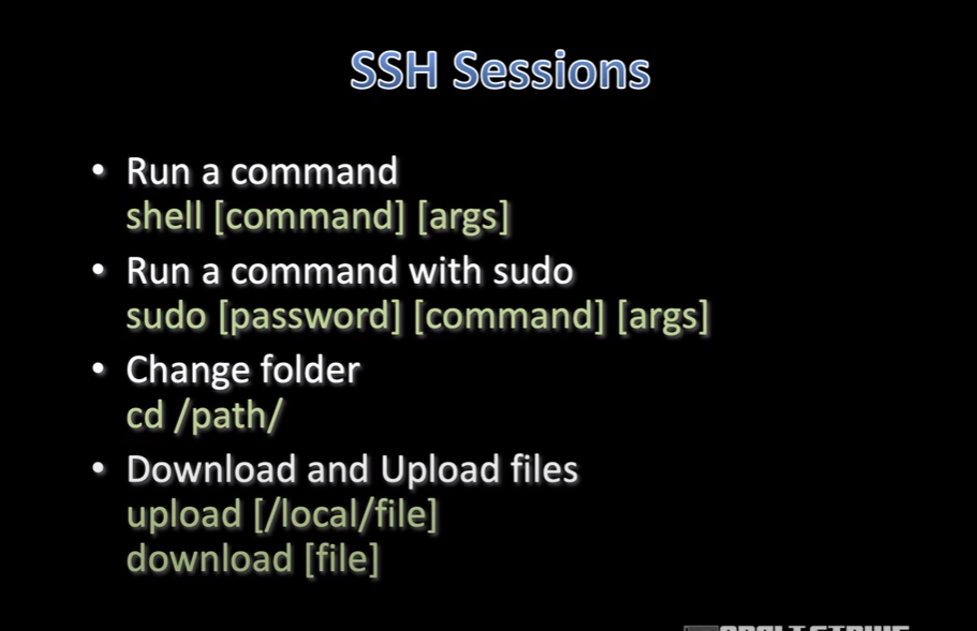 SSH Sessions
• Run a command
shell [command] [args]
• Run a command with sudo
sudo [password] [command] [args]
• Change folder
cd /path/
• Download and Upload files
upload [/local/file]
download [file]